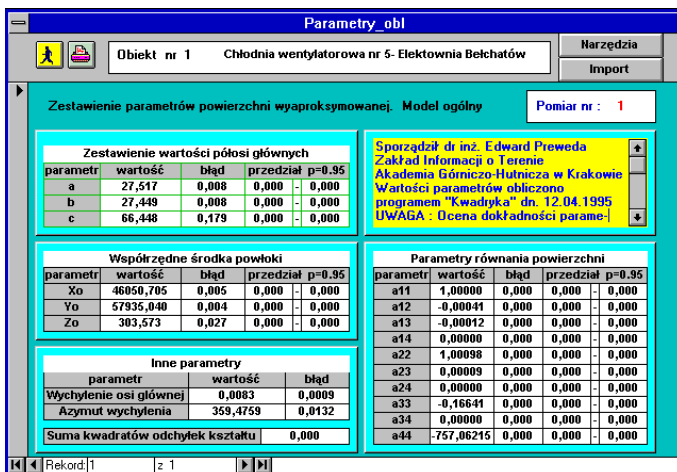 Parametry_obl
Obiekt nr 1 Chłodnia wentylatorowa nr 5- Elektownia Bełchatów
Narzędzia
Import
Zestawienie parametrów powierzchni wyaproksymowanej. Model ogólny
Pomiar nr : 1
Zestawienie wartości półosi głównych
parametr wartość błąd przedział p=0.95
a 27,517 0,008 0,000 - 0,000
b 27,449 0,008 0,000 - 0,000
c 66,448 0,179 0,000 - 0,000
Sporządził dr inż. Edward Preweda
Zakład Informacji o Terenie
Akademia Górniczo-Hutnicza w Krakowie
Wartości parametrów obliczono
programem "Kwadryka" dn. 12.04.1995
UWAGA : Ocena dokładności parame-
Współrzędne środka powłoki
parametr wartość błąd przedział p=0.95
Xo 46050,705 0,005 0,000 - 0,000
Yo 57935,040 0,004 0,000 - 0,000
Zo 303,573 0,027 0,000 - 0,000
Inne parametry
parametr wartość błąd
Wychylenie osi głównej 0,0083 0,0009
Azymut wychylenia 359,4759 0,0132
Suma kwadratów odchyłek kształtu 0,000
Parametry równania powierzchni
parametr wartość błąd przedział p=0.95
a11 1,00000 0,000 0,000 - 0,000
a12 -0,00041 0,000 0,000 - 0,000
a13 -0,00012 0,000 0,000 - 0,000
a14 0,00000 0,000 0,000 - 0,000
a22 1,00098 0,000 0,000 - 0,000
a23 0,00009 0,000 0,000 - 0,000
a24 0,00000 0,000 0,000 - 0,000
a33 -0,16641 0,000 0,000 - 0,000
a34 0,00000 0,000 0,000 - 0,000
a44 -757,06215 0,000 0,000 - 0,000
Rekord: 1 z 1